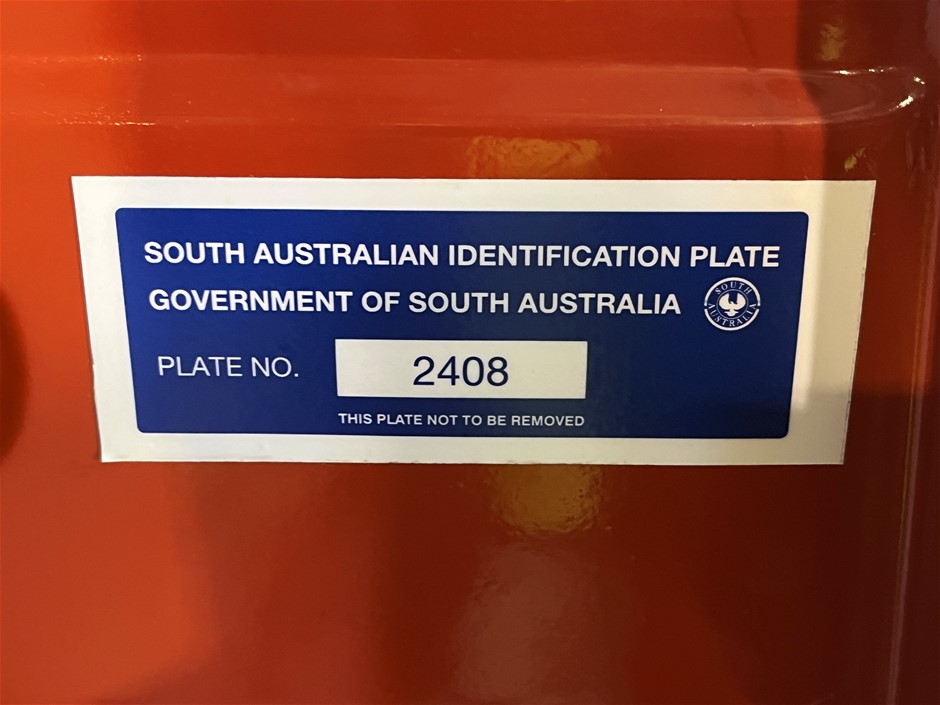 SOUTH AUSTRALIAN IDENTIFICATION PLATE
GOVERNMENT OF SOUTH AUSTRALIA
SOUTH AUSTRALIA
PLATE NO. 2408
THIS PLATE NOT TO BE REMOVED